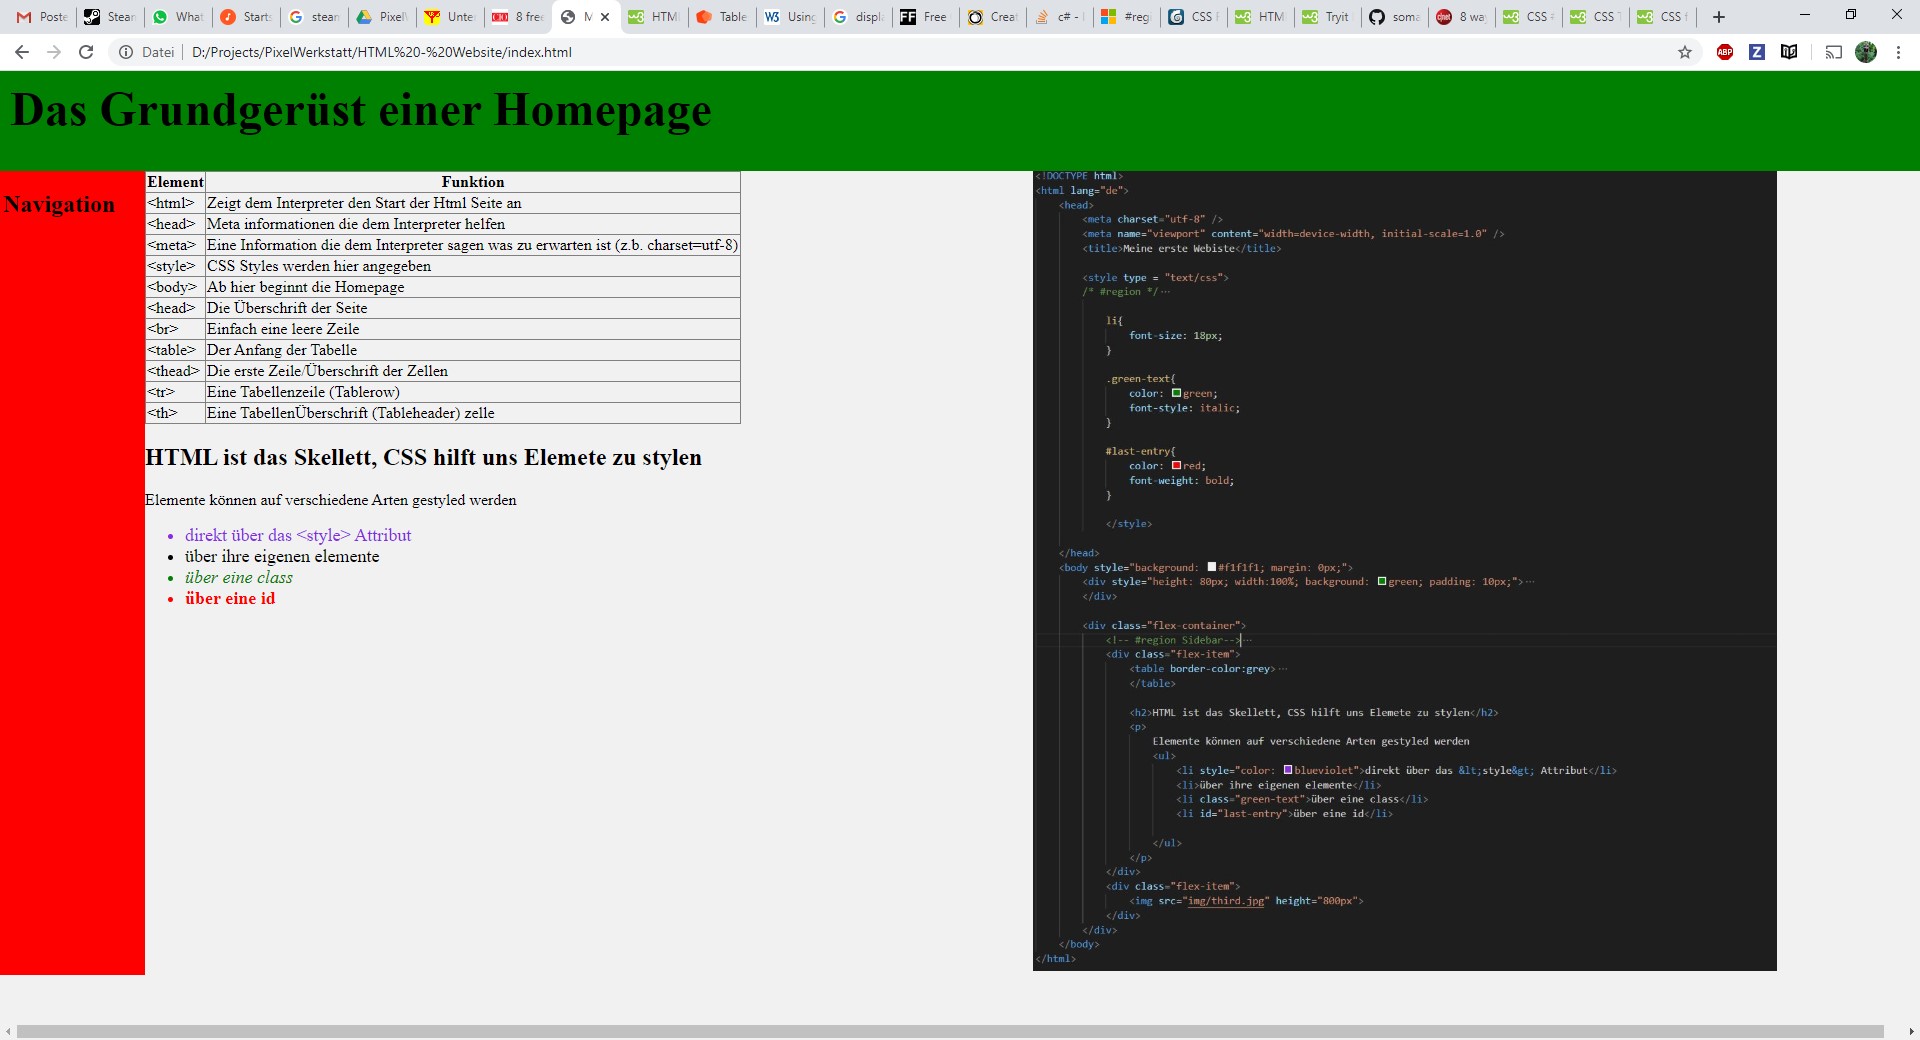 Poste
Stean
What
Starts
stean
Pixel
Unte
8 free
M
HTM
Table
Using
displa
FF Free
Creat
c# -
#reg
CSS
HTM
Tryit
soma
8 wa
CSS
CSS
CSS
Datei | D:/Projects/PixelWerkstatt/HTML%20-%20Website/index.html
ABP
Z
Das Grundgerüst einer Homepage
Navigation
Element Funktion
<html> Zeigt dem Interpreter den Start der Html Seite an
<head> Meta informationen die dem Interpreter helfen
<meta> Eine Information die dem Interpreter sagen was zu erwarten ist (z.b. charset=utf-8)
<style> CSS Styles werden hier angegeben
<body> Ab hier beginnt die Homepage
<head> Die Überschrift der Seite
<br> Einfach eine leere Zeile
<table> Der Anfang der Tabelle
<thead> Die erste Zeile/Überschrift der Zellen
<tr> Eine Tabellenzeile (Tablerow)
<th> Eine TabellenÜberschrift (Tableheader) zelle
HTML ist das Skellett, CSS hilft uns Elemete zu stylen
Elemente können auf verschiedene Arten gestyled werden
• direkt über das <style> Attribut
• über ihre eigenen elemente
• über eine class
• über eine id
<!DOCTYPE html>
<html lang="de">
<head>
<meta charset="utf-8" />
<meta name="viewport" content="width=device-width, initial-scale=1.0" />
<title>Meine erste Webiste</title>
<style type = "text/css">
/* #region */ ...
li{
font-size: 18px;
}
.green-text{
color: green;
font-style: italic;
}
#last-entry{
color: red;
font-weight: bold;
}
</style>
</head>
<body style="background: #f1f1f1; margin: 0px;">
<div style="height: 80px; width:100%; background: green; padding: 10px;"> ...
</div>
<div class="flex-container">
<!-- #region Sidebar--> ...
<div class="flex-item">
<table border-color:grey> ...
</table>
<h2>HTML ist das Skellett, CSS hilft uns Elemete zu stylen</h2>
<p>
Elemente können auf verschiedene Arten gestyled werden
<ul>
<li style="color: blueviolet">direkt über das &lt;style&gt; Attribut</li>
<li>über ihre eigenen elemente</li>
<li class="green-text">über eine class</li>
<li id="last-entry">über eine id</li>
</ul>
</p>
</div>
<div class="flex-item">
<img src="img/third.jpg" height="800px">
</div>
</div>
</body>
</html>